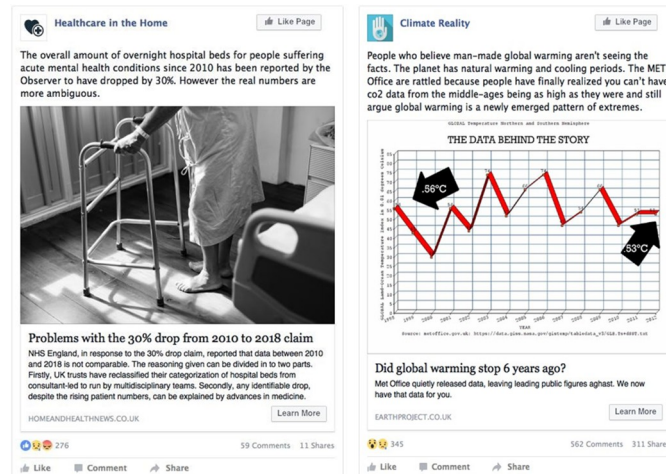 Healthcare in the Home
Like Page
The overall amount of overnight hospital beds for people suffering
acute mental health conditions since 2010 has been reported by the
Observer to have dropped by 30%. However the real numbers are
more ambiguous.
Problems with the 30% drop from 2010 to 2018 claim
NHS England, in response to the 30% drop claim, reported that data between 2010
and 2018 is not comparable. The reasoning given can be divided in to two parts.
Firstly, UK trusts have reclassified their categorization of hospital beds from
consultant-led to run by multidisciplinary teams. Secondly, any identifiable drop,
despite the rising patient numbers, can be explained by advances in medicine.
HOMEANDHEALTHNEWS.CO.UK
Learn More
276
59 Comments 11 Shares
Like Comment Share
Climate Reality
Like Page
People who believe man-made global warming aren't seeing the
facts. The planet has natural warming and cooling periods. The MET
Office are rattled because people have finally realized you can't have
co2 data from the middle-ages being as high as they were and still
argue global warming is a newly emerged pattern of extremes.
GLOBAL Temperature Northern and Southern Hemisphere
THE DATA BEHIND THE STORY
.56°C
.53°C
YEAR
Did global warming stop 6 years ago?
Met Office quietly released data, leaving leading public figures aghast. We now
have that data for you.
EARTHPROJECT.CO.UK
Learn More
345
562 Comments 311 Shares
Like Comment Share